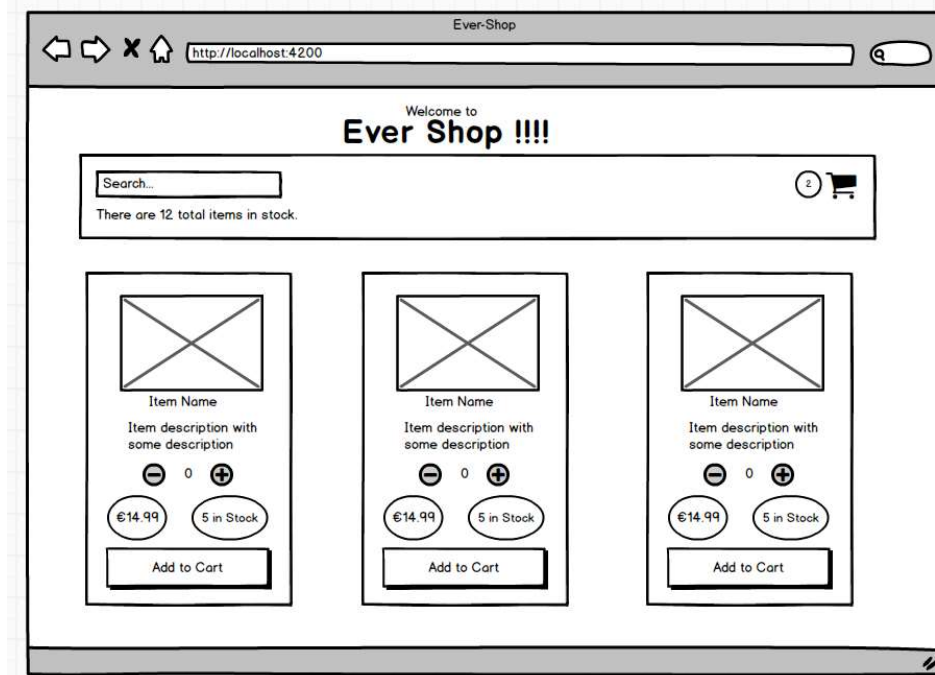 Ever-Shop
http://localhost:4200
Welcome to
Ever Shop !!!!
Search...
2
There are 12 total items in stock.
Item Name
Item description with
some description
0
€14.99
5 in Stock
Add to Cart
Item Name
Item description with
some description
0
€14.99
5 in Stock
Add to Cart
Item Name
Item description with
some description
0
€14.99
5 in Stock
Add to Cart